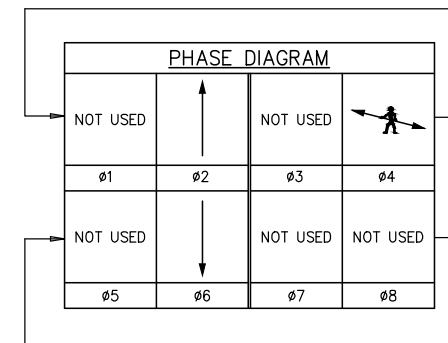 PHASE DIAGRAM
NOT USED NOT USED
ø1 ø2 ø3 ø4
NOT USED NOT USED NOT USED
ø5 ø6 ø7 ø8